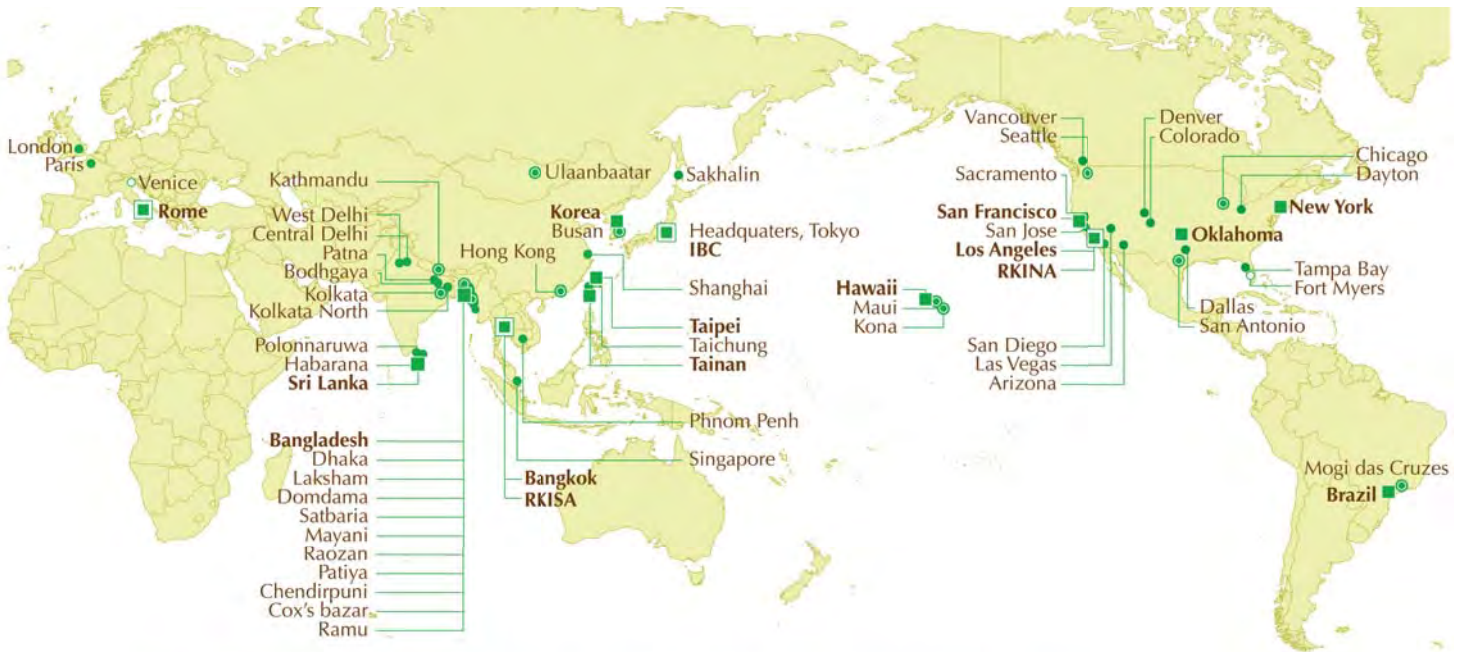 London
Paris
Venice
Rome
Kathmandu
West Delhi
Central Delhi
Patna
Bodhgaya
Kolkata
Kolkata North
Polonnaruwa
Habarana
Sri Lanka
Bangladesh
Dhaka
Laksham
Domdama
Satbaria
Mayani
Raozan
Patiya
Chendirpuni
Cox's bazar
Ramu
Ulaanbaatar
Sakhalin
Korea
Busan
Hong Kong
Headquaters, Tokyo
IBC
Shanghai
Taipei
Taichung
Tainan
Phnom Penh
Singapore
Bangkok
RKISA
Hawaii
Maui
Kona
Vancouver
Seattle
Sacramento
San Francisco
San Jose
Los Angeles
RKINA
San Diego
Las Vegas
Arizona
Denver
Colorado
Chicago
Dayton
New York
Oklahoma
Tampa Bay
Fort Myers
Dallas
San Antonio
Mogi das Cruzes
Brazil